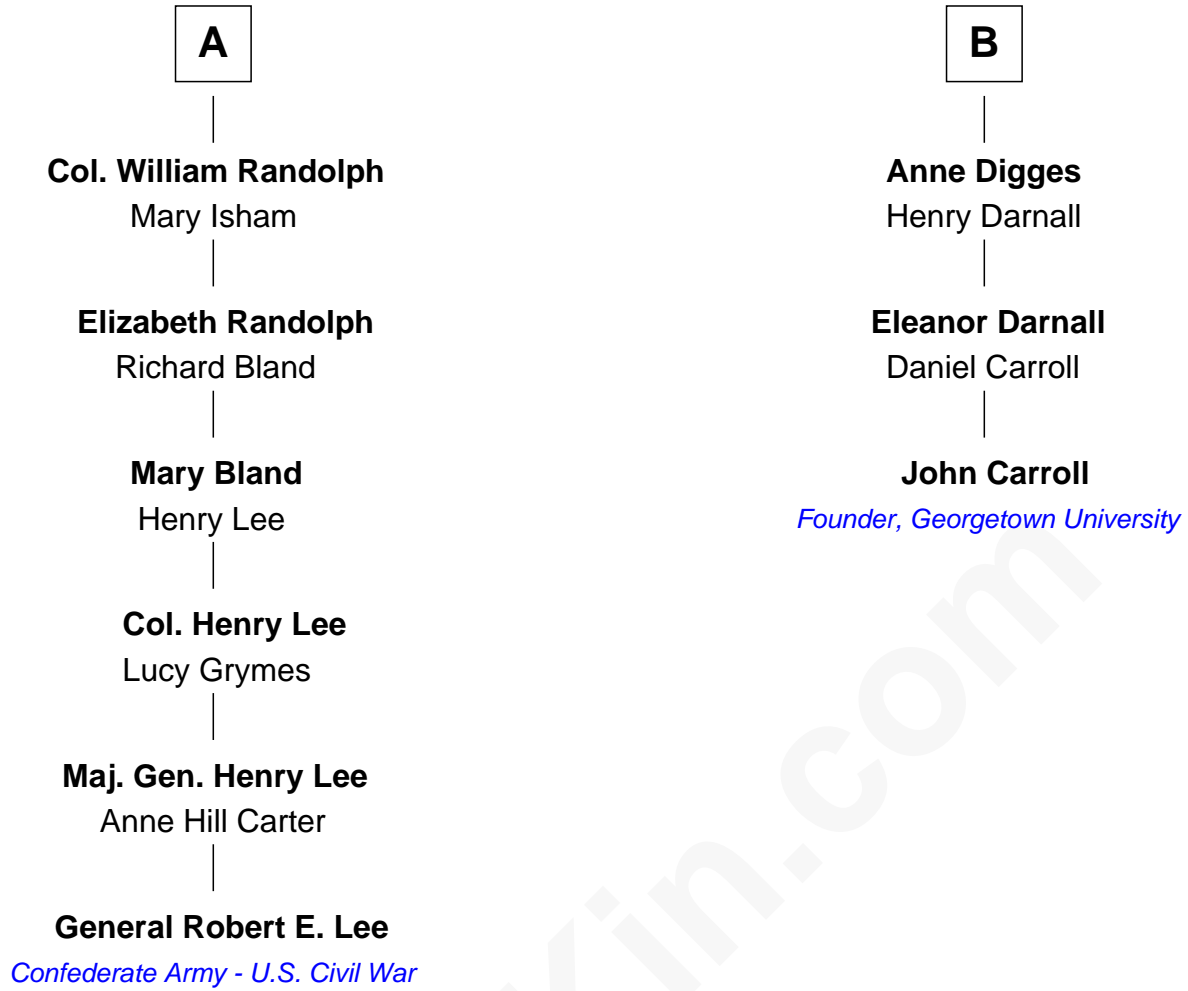 A
Col. William Randolph
Mary Isham
Elizabeth Randolph
Richard Bland
Mary Bland
Henry Lee
Col. Henry Lee
Lucy Grymes
Maj. Gen. Henry Lee
Anne Hill Carter
General Robert E. Lee
Confederate Army - U.S. Civil War
B
Anne Digges
Henry Darnall
Eleanor Darnall
Daniel Carroll
John Carroll
Founder, Georgetown University
Kin.com